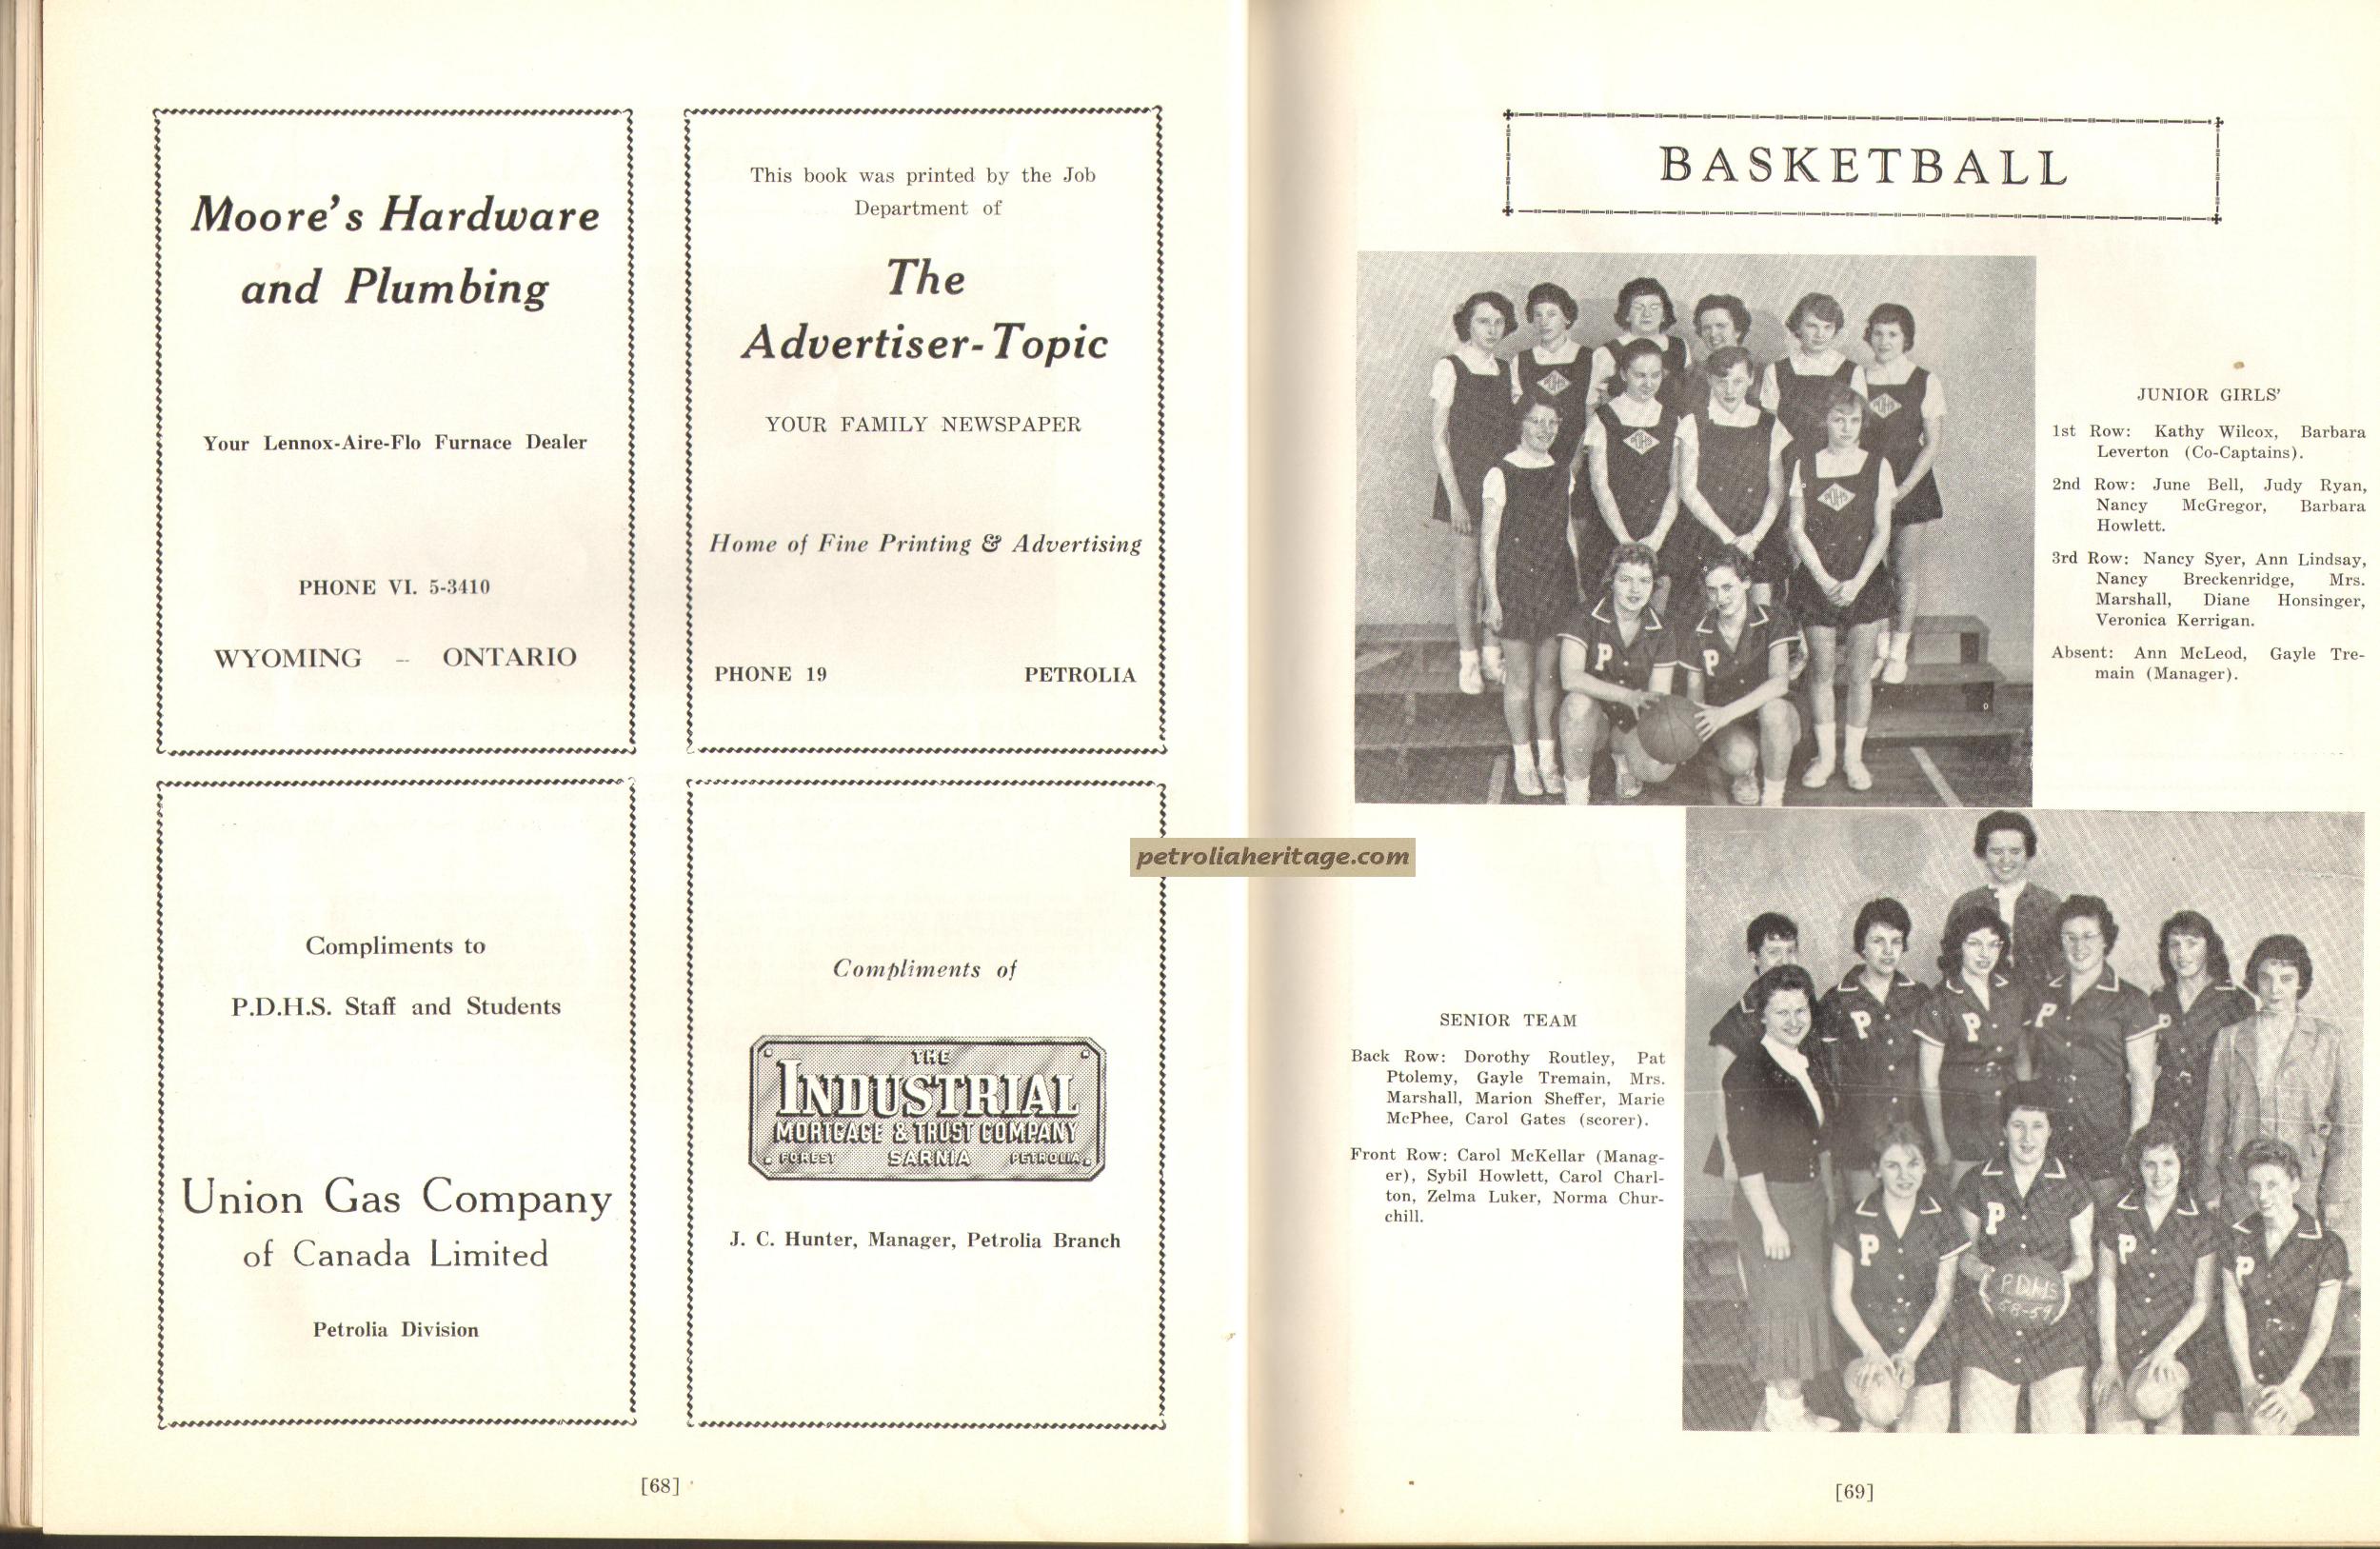 Moore's Hardware
and Plumbing
Your Lennox-Aire-Flo Furnace Dealer
PHONE VI. 5-3410
WYOMING – ONTARIO
This book was printed by the Job
Department of
The
Advertiser-Topic
YOUR FAMILY NEWSPAPER
Home of Fine Printing & Advertising
PHONE 19 PETROLIA
Compliments to
P.D.H.S. Staff and Students
Union Gas Company
of Canada Limited
Petrolia Division
Compliments of
THE
INDUSTRIAL
MORTGAGE & TRUST COMPANY
FOREST SARNIA PETROLIA
J. C. Hunter, Manager, Petrolia Branch
[68]
petroliaheritage.com
BASKETBALL
JUNIOR GIRLS'
1st Row: Kathy Wilcox, Barbara
Leverton (Co-Captains).
2nd Row: June Bell, Judy Ryan,
Nancy McGregor, Barbara
Howlett.
3rd Row: Nancy Syer, Ann Lindsay,
Nancy Breckenridge, Mrs.
Marshall, Diane Honsinger,
Veronica Kerrigan.
Absent: Ann McLeod, Gayle Tre-
main (Manager).
PDHS
PDHS
PDHS
PDHS
P P
SENIOR TEAM
Back Row: Dorothy Routley, Pat
Ptolemy, Gayle Tremain, Mrs.
Marshall, Marion Sheffer, Marie
McPhee, Carol Gates (scorer).
Front Row: Carol McKellar (Manag-
er), Sybil Howlett, Carol Charl-
ton, Zelma Luker, Norma Chur-
chill.
P P P P
P P P P
PDHS
58-59
[69]